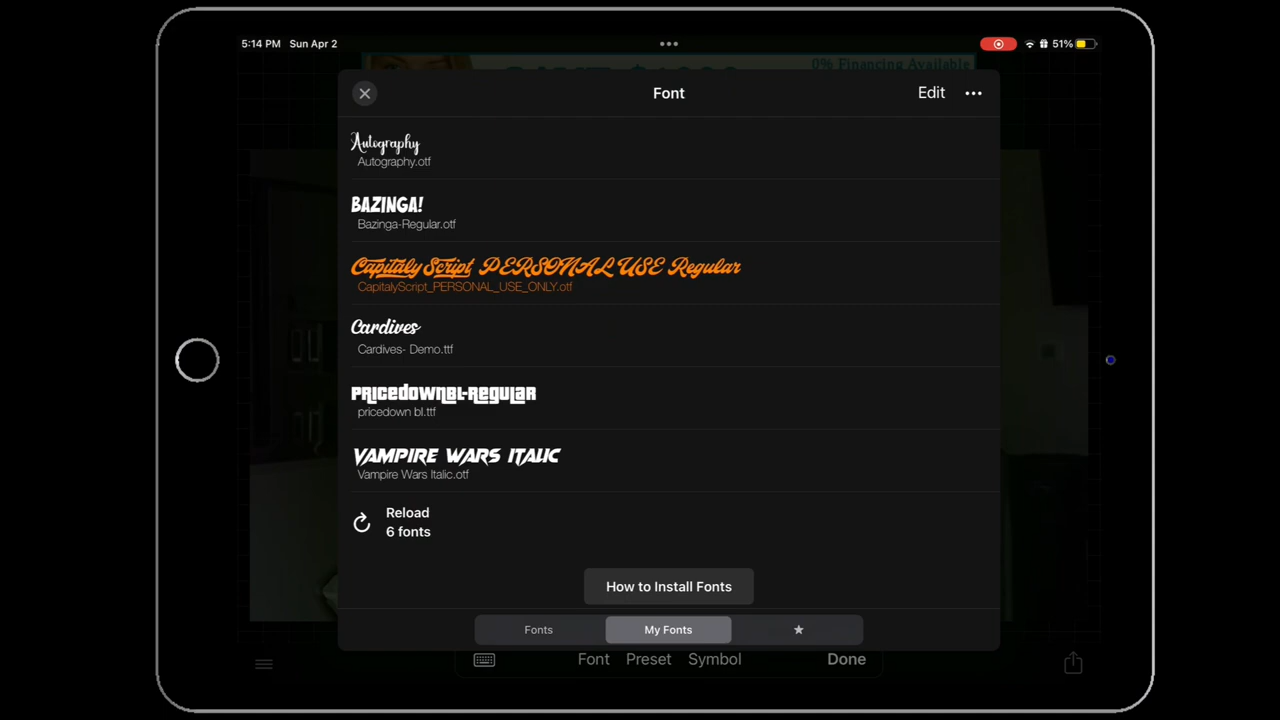 5:14 PM Sun Apr 2
51%
0% Financing Available
Font
Edit
Autography
Autography.otf
BAZINGA!
Bazinga-Regular.otf
Capitaly Script PERSONAL USE Regular
CapitalyScript_PERSONAL_USE_ONLY.otf
Cardives
Cardives- Demo.ttf
PRICEDOWNBL-REGULAR
pricedown bl.ttf
VAMPIRE WARS ITALIC
Vampire Wars Italic.otf
Reload
6 fonts
How to Install Fonts
Fonts My Fonts
Font Preset Symbol Done